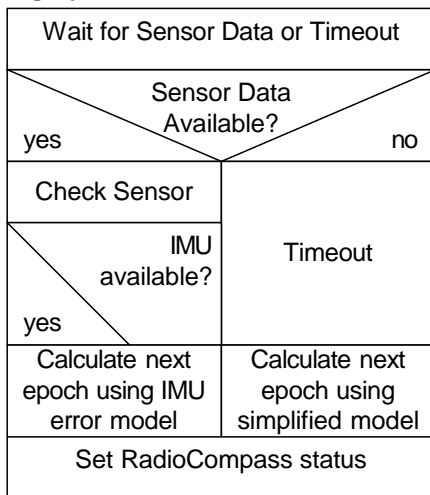 Wait for Sensor Data or Timeout
Sensor Data
Available?
yes
no
Check Sensor
IMU
available?
yes
Timeout
Calculate next
epoch using IMU
error model
Calculate next
epoch using
simplified model
Set RadioCompass status